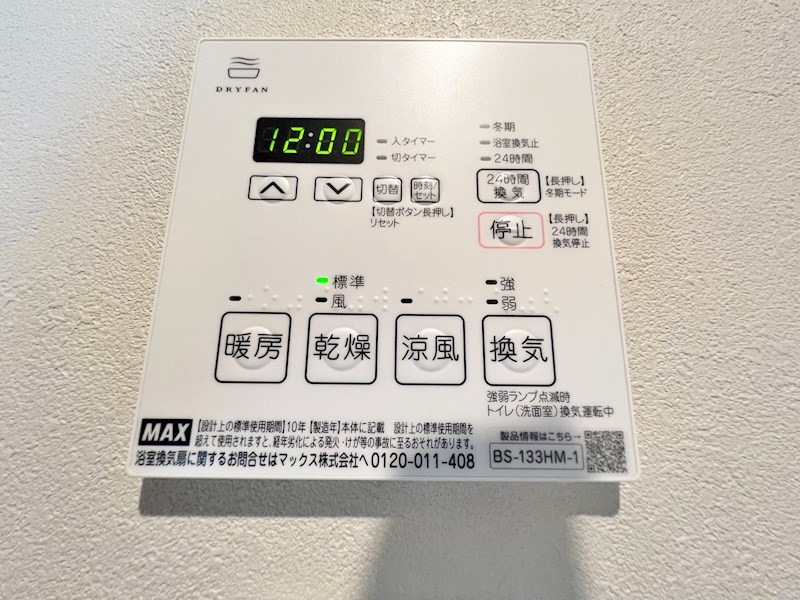 DRYFAN
12:00
入タイマー
切タイマー
冬期
浴室換気止
24時間
切替
時刻/セット
【切替ボタン長押し】
リセット
24時間
換気
【長押し】
冬期モード
停止
【長押し】
24時間
換気停止
標準
風
強
弱
暖房
乾燥
涼風
換気
強弱ランプ点滅時
トイレ(洗面室)換気運転中
MAX
【設計上の標準使用期間】10年【製造年】本体に記載 設計上の標準使用期間を
超えて使用されますと、経年劣化による発火・けが等の事故に至るおそれがあります。
浴室換気扇に関するお問合せはマックス株式会社へ 0120-011-408
製品情報はこちら→
BS-133HM-1